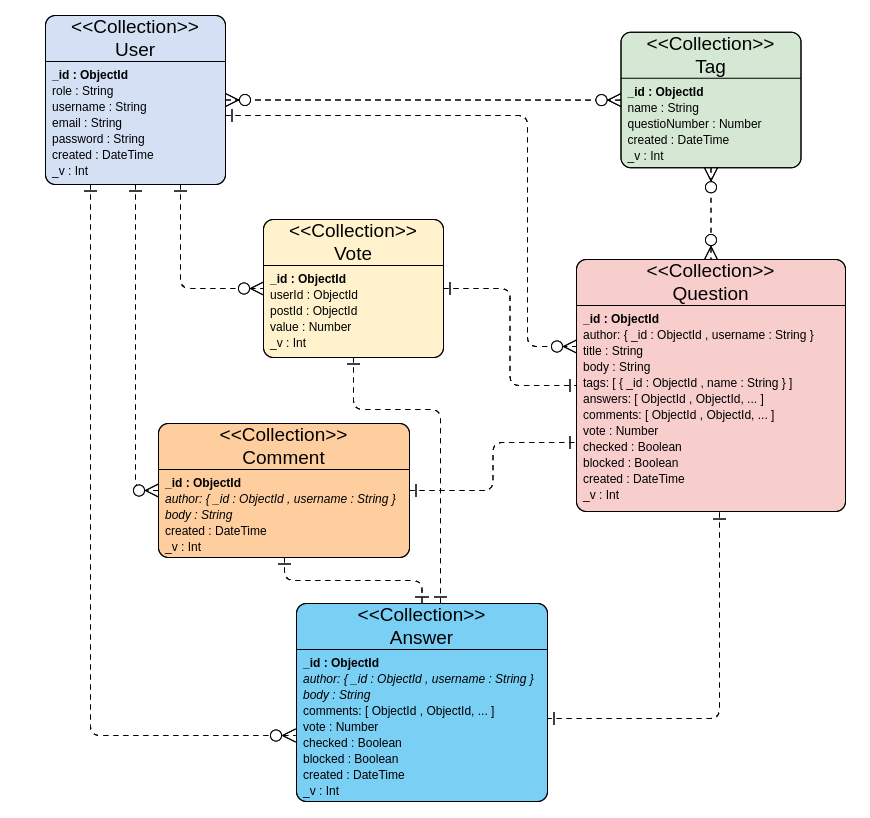 <<Collection>>
User
_id : ObjectId
role : String
username : String
email : String
password : String
created : DateTime
_v : Int
<<Collection>>
Tag
_id : ObjectId
name : String
questioNumber : Number
created : DateTime
_v : Int
<<Collection>>
Vote
_id : ObjectId
userId : ObjectId
postId : ObjectId
value : Number
_v : Int
<<Collection>>
Question
_id : ObjectId
author: { _id : ObjectId , username : String }
title : String
body : String
tags: [ { _id : ObjectId , name : String } ]
answers: [ ObjectId , ObjectId, ... ]
comments: [ ObjectId , ObjectId, ... ]
vote : Number
checked : Boolean
blocked : Boolean
created : DateTime
_v : Int
<<Collection>>
Comment
_id : ObjectId
author: { _id : ObjectId , username : String }
body : String
created : DateTime
_v : Int
<<Collection>>
Answer
_id : ObjectId
author: { _id : ObjectId , username : String }
body : String
comments: [ ObjectId , ObjectId, ... ]
vote : Number
checked : Boolean
blocked : Boolean
created : DateTime
_v : Int